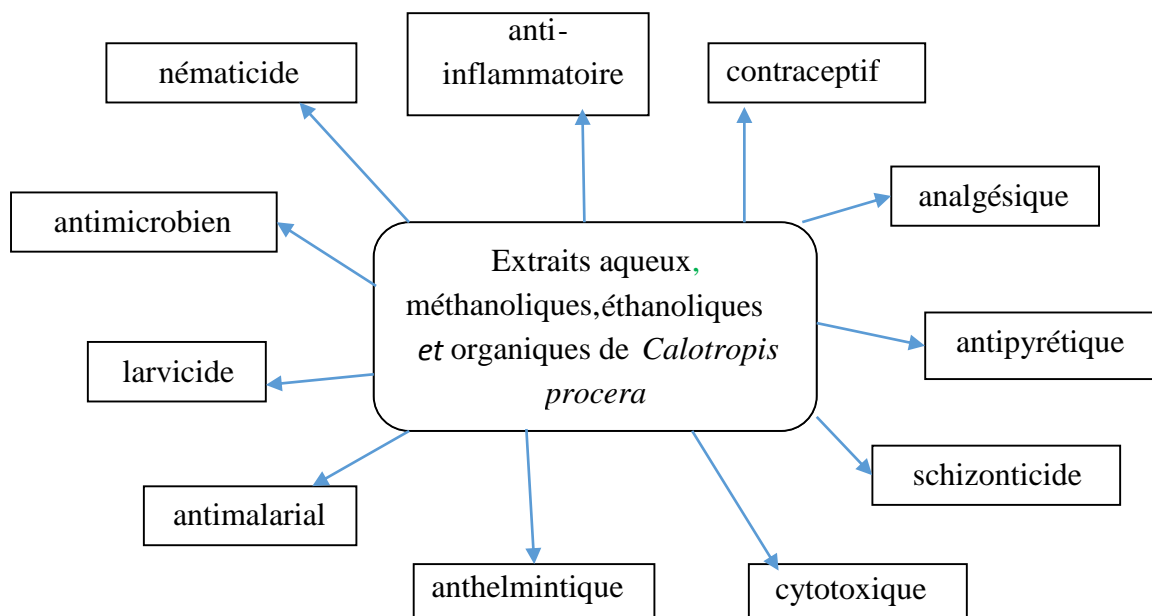 anti-
inflammatoire
contraceptif
nématicide
analgésique
antimicrobien
Extraits aqueux,
méthanoliques,éthanoliques
et organiques de Calotropis
procera
antipyrétique
larvicide
schizonticide
antimalarial
anthelmintique
cytotoxique